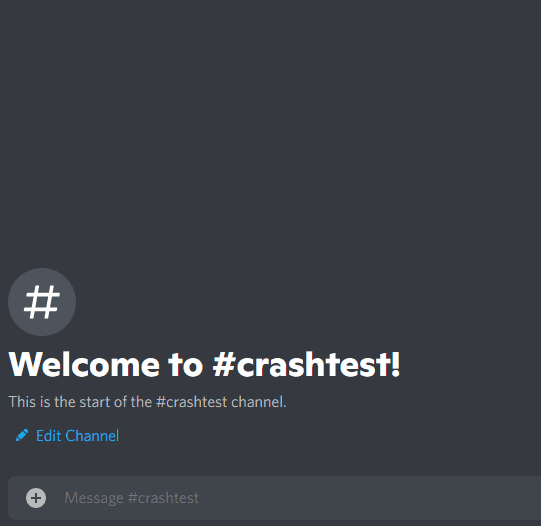 #
Welcome to #crashtest!
This is the start of the #crashtest channel.
Edit Channel
Message #crashtest